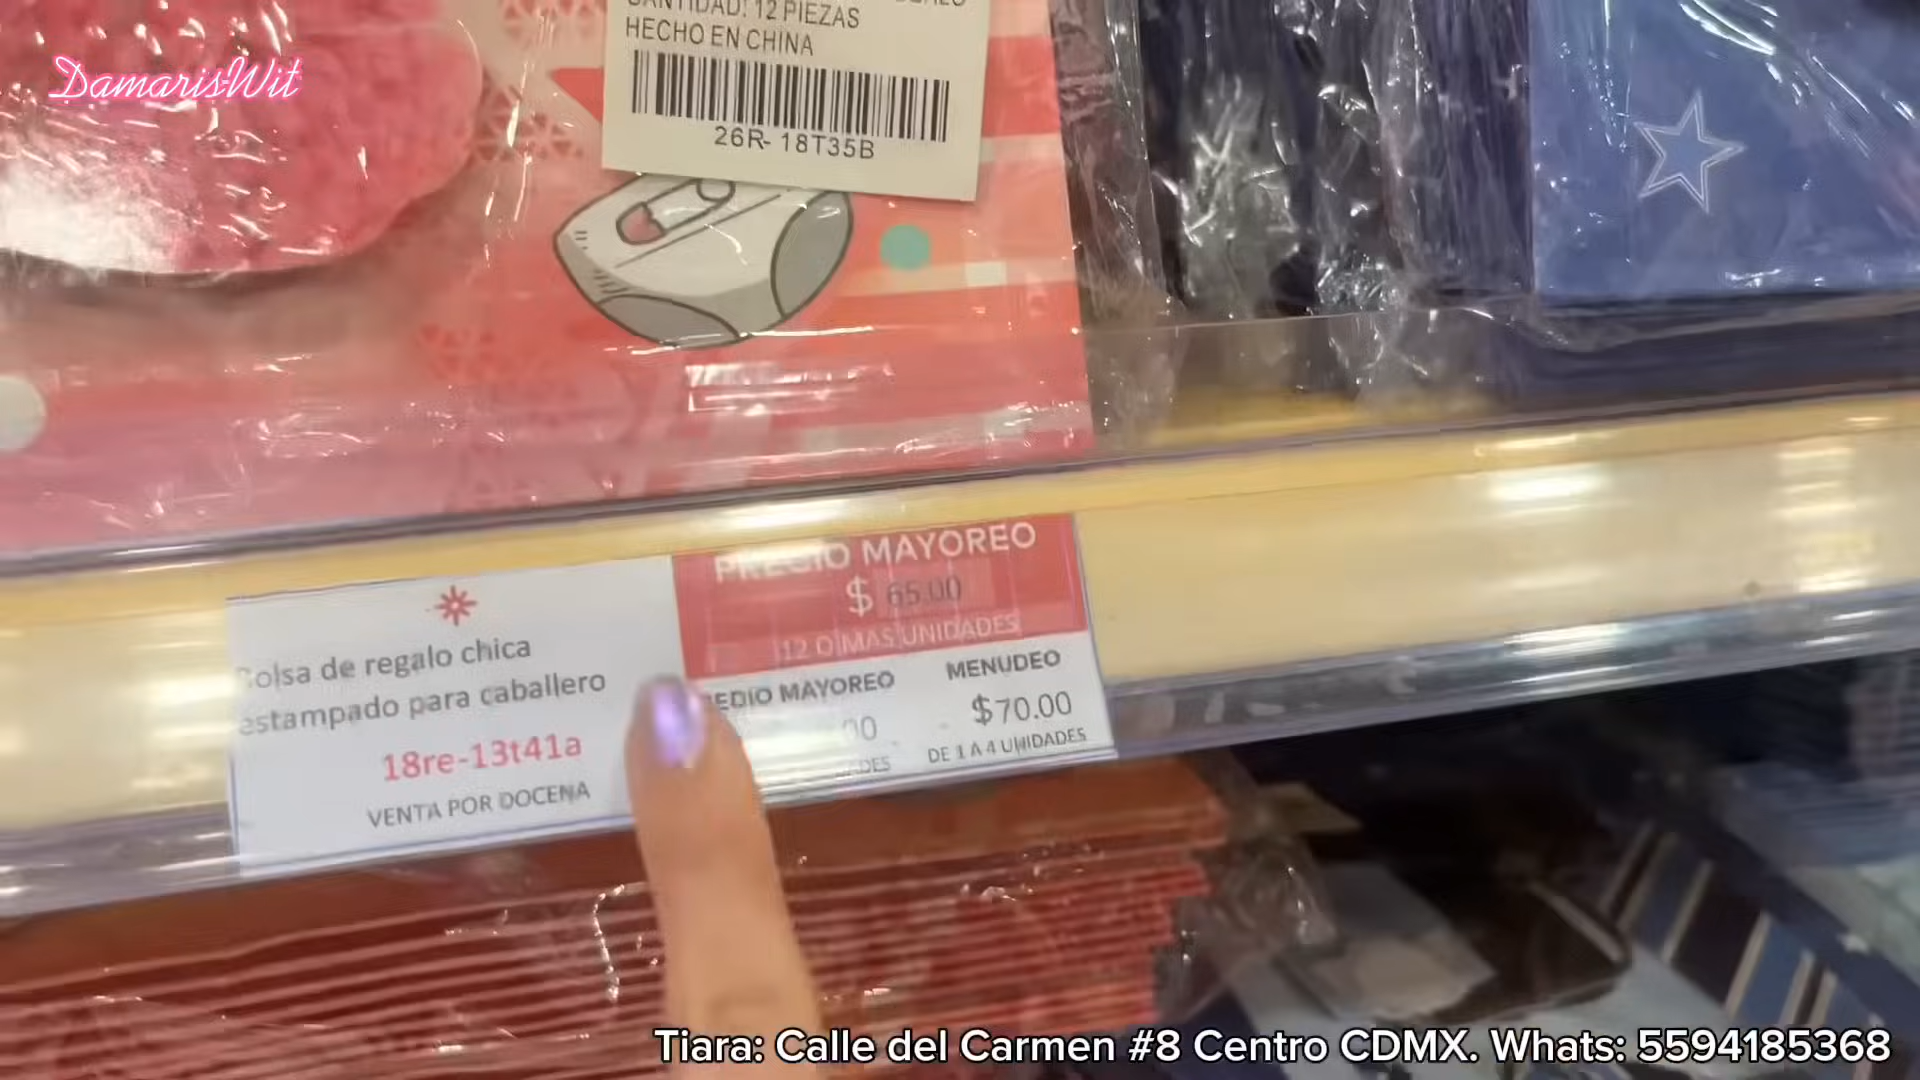 DamarisWit
CANTIDAD: 12 PIEZAS
HECHO EN CHINA
26R- 18T35B
PRECIO MAYOREO
$ 65.00
12 O MAS UNIDADES
Bolsa de regalo chica
estampado para caballero
18re-13t41a
VENTA POR DOCENA
MAYOREO
MENUDEO
$70.00
DE 1 A 4 UNIDADES
Tiara: Calle del Carmen #8 Centro CDMX. Whats: 5594185368